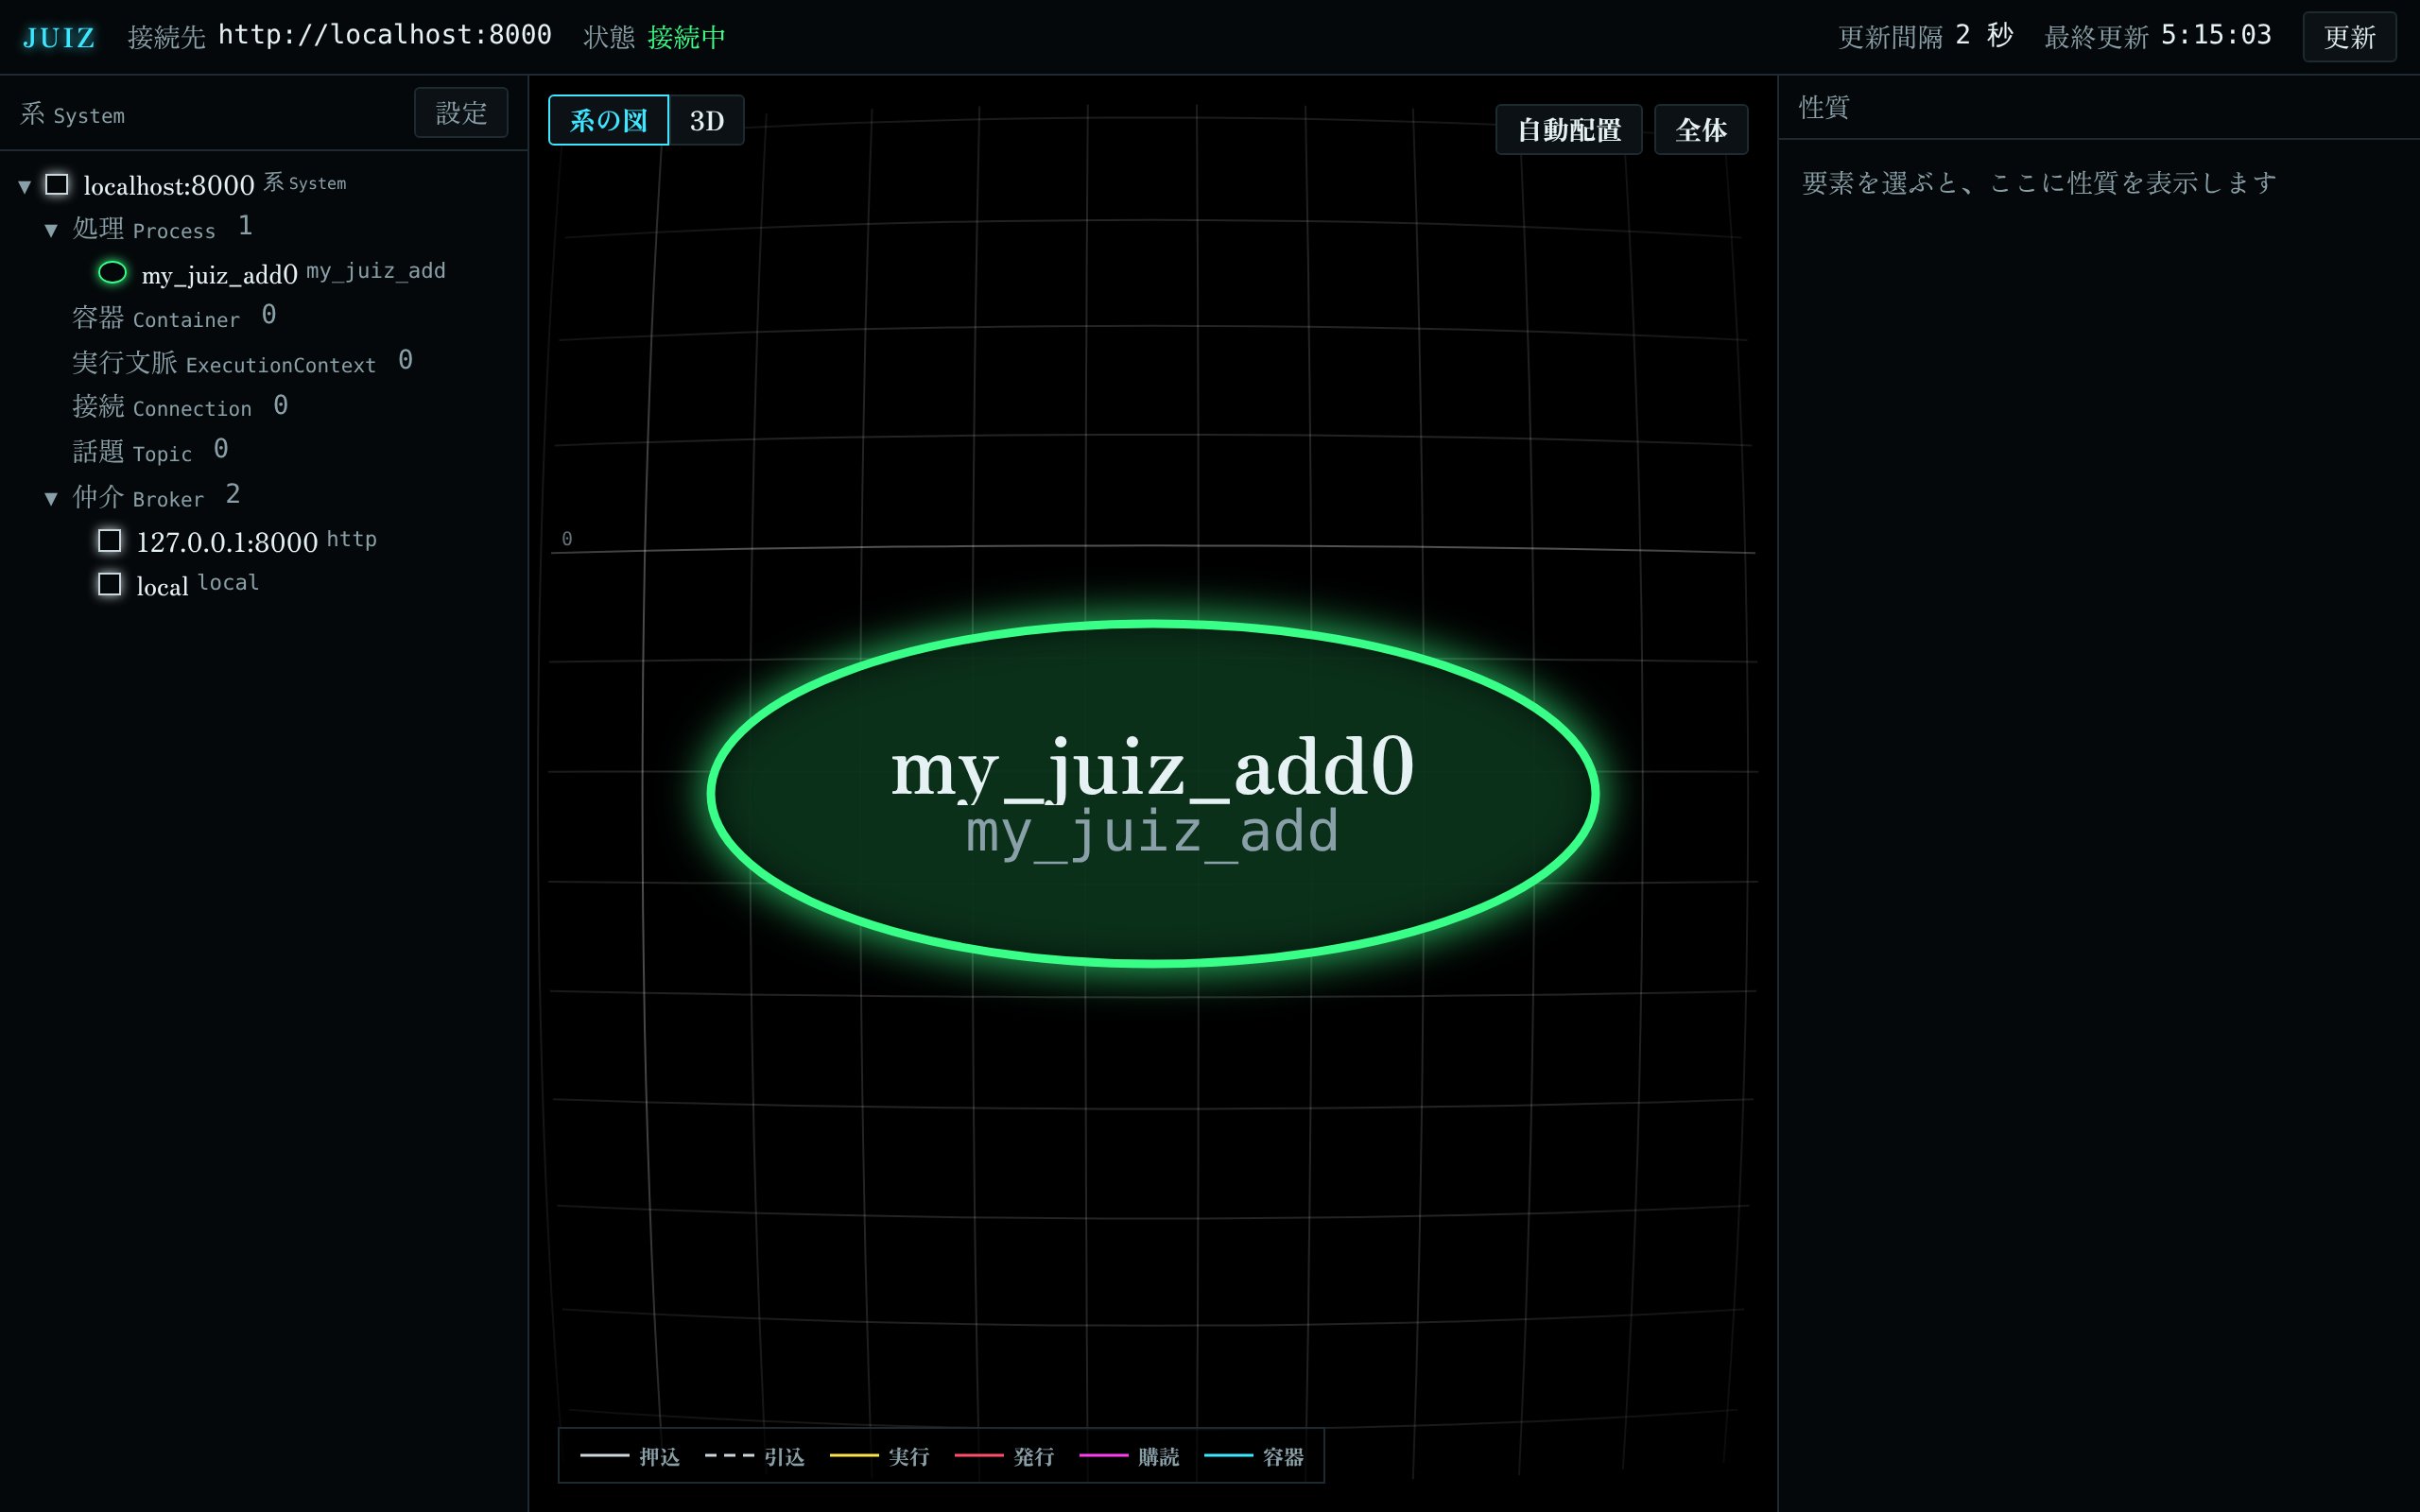 JUIZ 接続先 http://localhost:8000 状態 接続中 更新間隔 2 秒 最終更新 5:15:03 更新
系 System 設定
▼ localhost:8000 系 System
▼ 処理 Process 1
my_juiz_add0 my_juiz_add
容器 Container 0
実行文脈 ExecutionContext 0
接続 Connection 0
話題 Topic 0
▼ 仲介 Broker 2
127.0.0.1:8000 http
local local
系の図 3D
自動配置 全体
0
my_juiz_add0
my_juiz_add
押込 引込 実行 発行 購読 容器
性質
要素を選ぶと、ここに性質を表示します